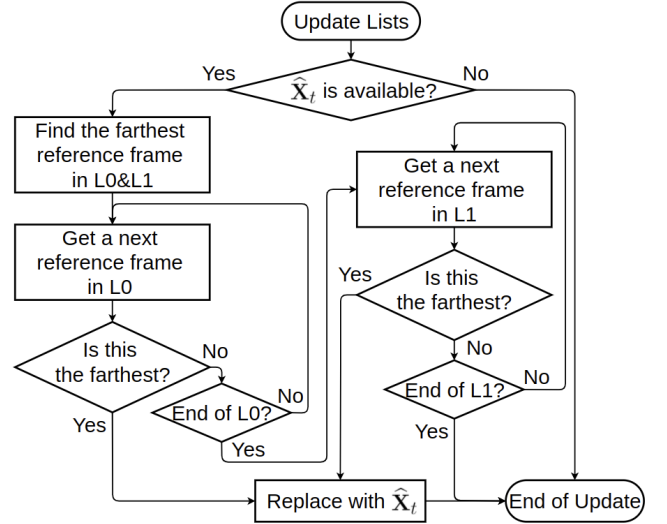 Update Lists
Yes
No
X̂_t is available?
Find the farthest
reference frame
in L0&L1
Get a next
reference frame
in L1
Get a next
reference frame
in L0
Yes
Is this
the farthest?
Is this
the farthest?
No
No
No
No
End of L1?
End of L0?
Yes
Yes
Yes
Replace with X̂_t
End of Update